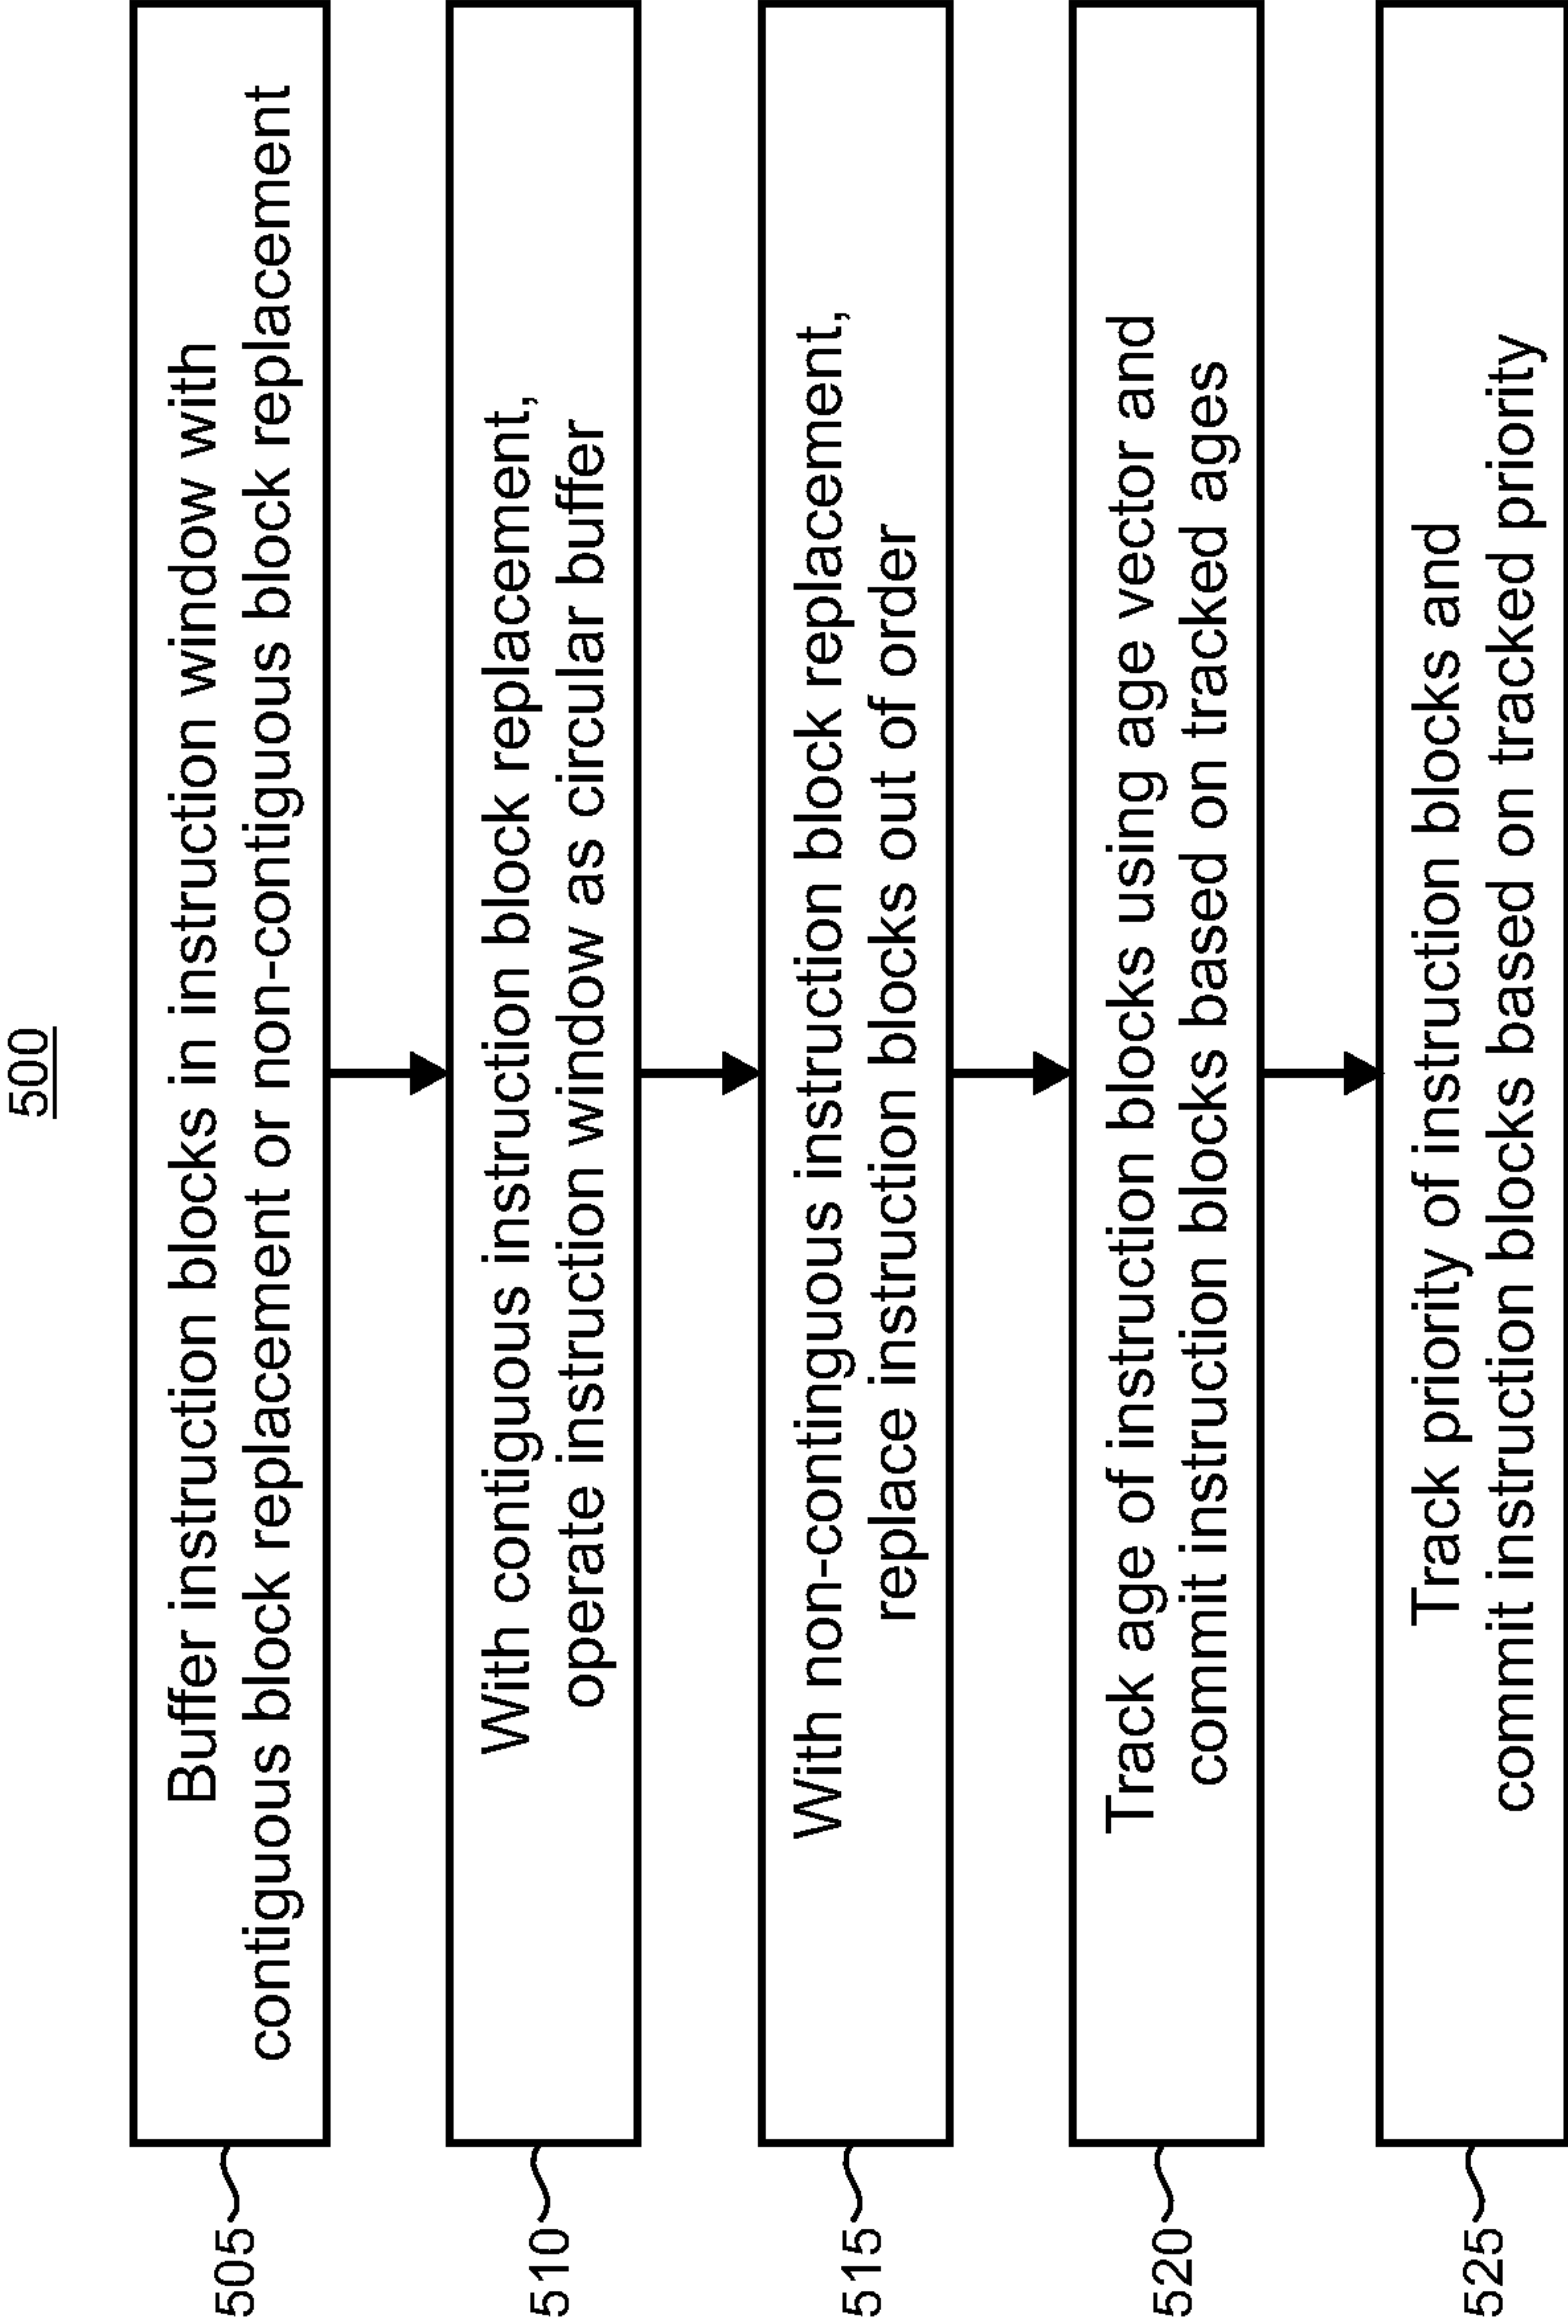 500
505
Buffer instruction blocks in instruction window with
contiguous block replacement or non-contiguous block replacement
510
With contiguous instruction block replacement,
operate instruction window as circular buffer
515
With non-continguous instruction block replacement,
replace instruction blocks out of order
520
Track age of instruction blocks using age vector and
commit instruction blocks based on tracked ages
525
Track priority of instruction blocks and
commit instruction blocks based on tracked priority